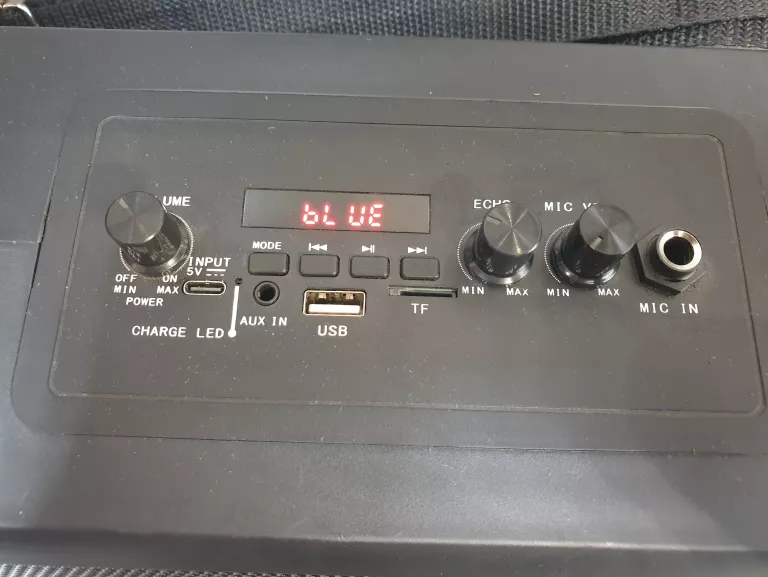 UME
bLUE
ECHO
MIC V
MODE
INPUT
5V
OFF ON
MIN MAX
POWER
CHARGE LED
AUX IN
USB
TF
MIN MAX
MIN MAX
MIC IN